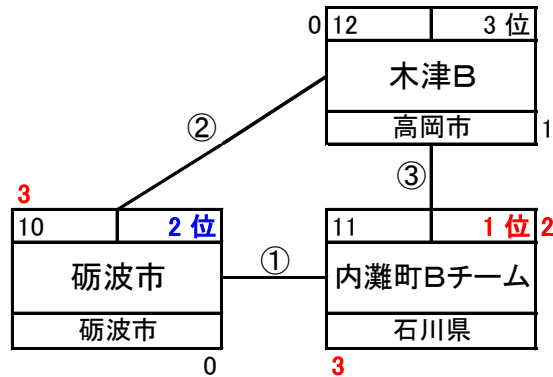 0 12 3 位
木津B
高岡市 1
②
③
3
10 2 位
砺波市
砺波市
0
①
11 1 位 2
内灘町Bチーム
石川県
3